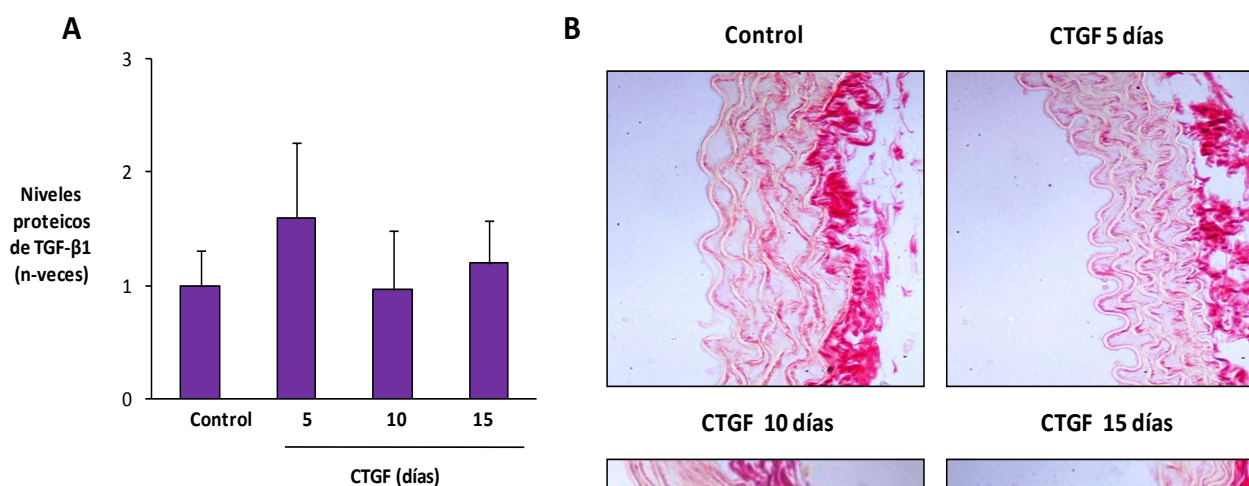 A
3
2
1
0
Niveles
proteicos
de TGF-β1
(n-veces)
Control
5
10
15
CTGF (días)
B
Control
CTGF 5 días
CTGF 10 días
CTGF 15 días